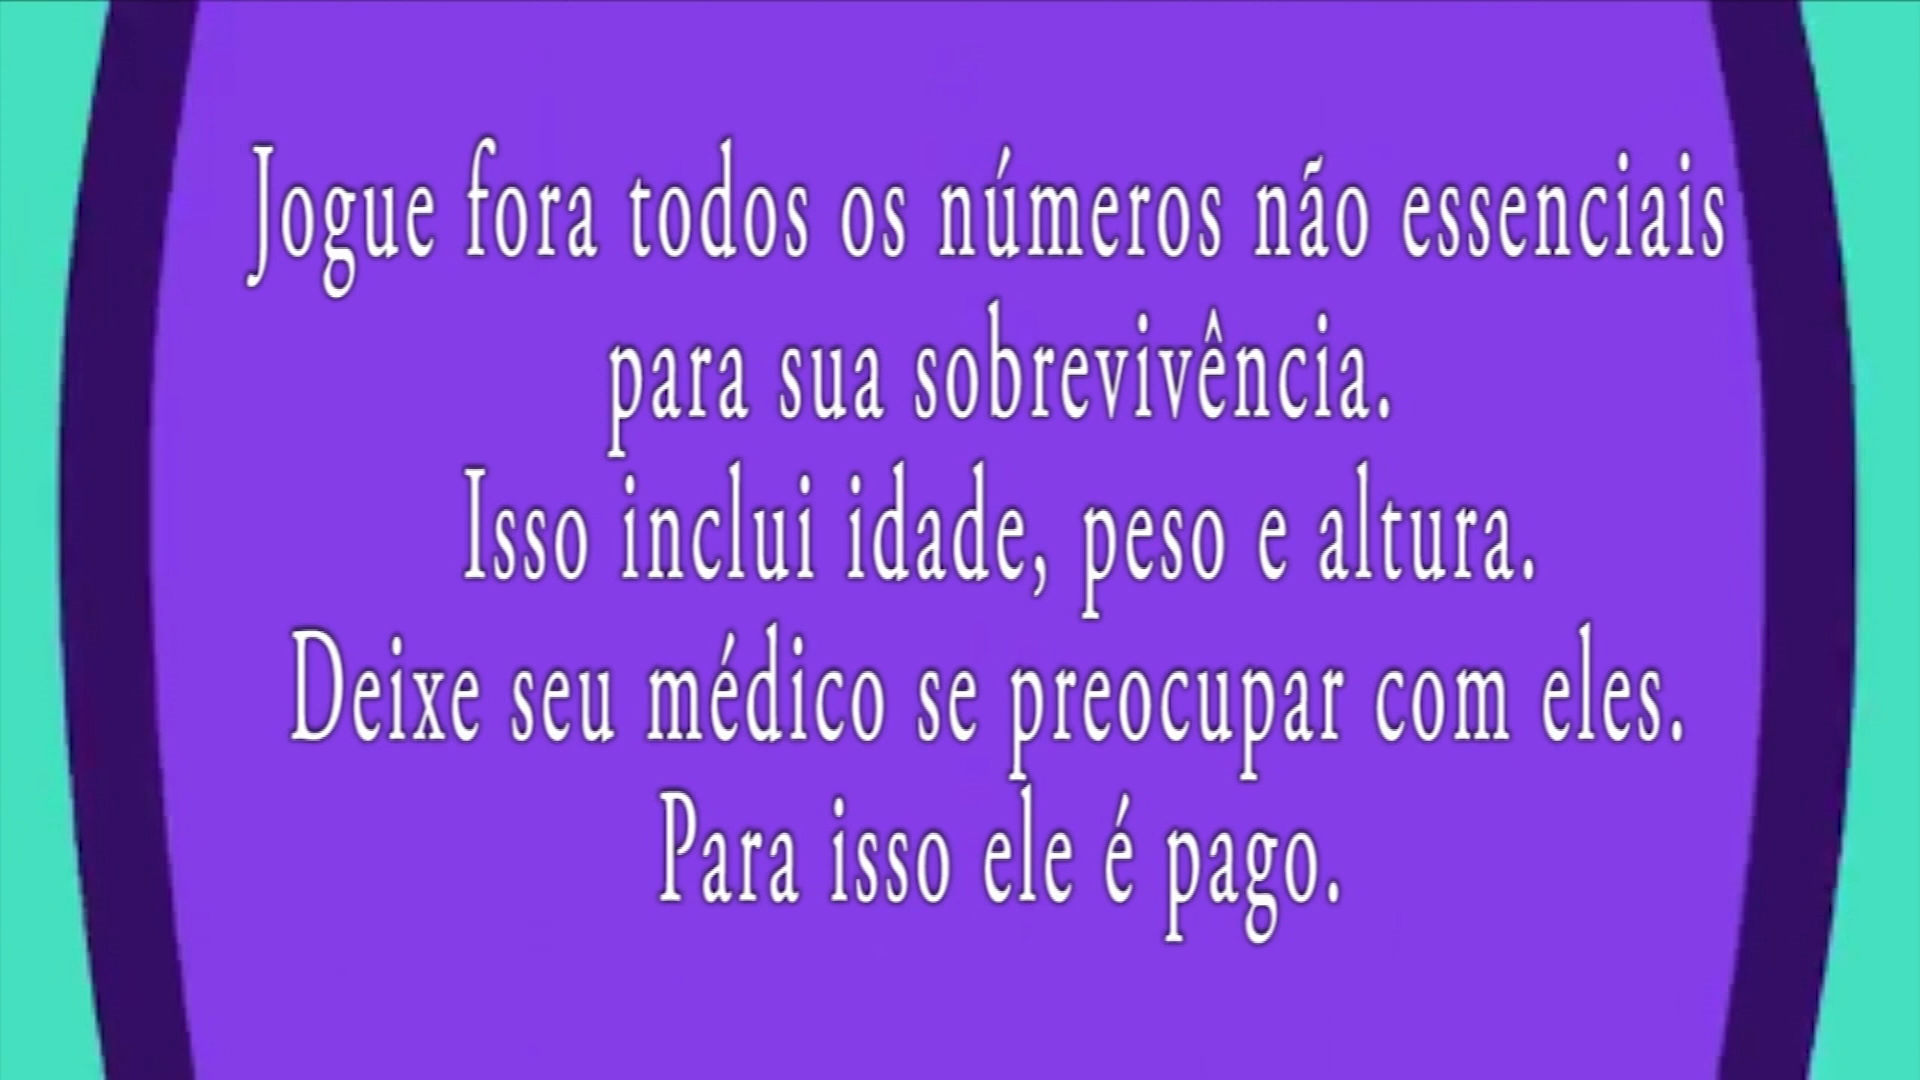 Jogue fora todos os números não essenciais
para sua sobrevivência.
Isso inclui idade, peso e altura.
Deixe seu médico se preocupar com eles.
Para isso ele é pago.